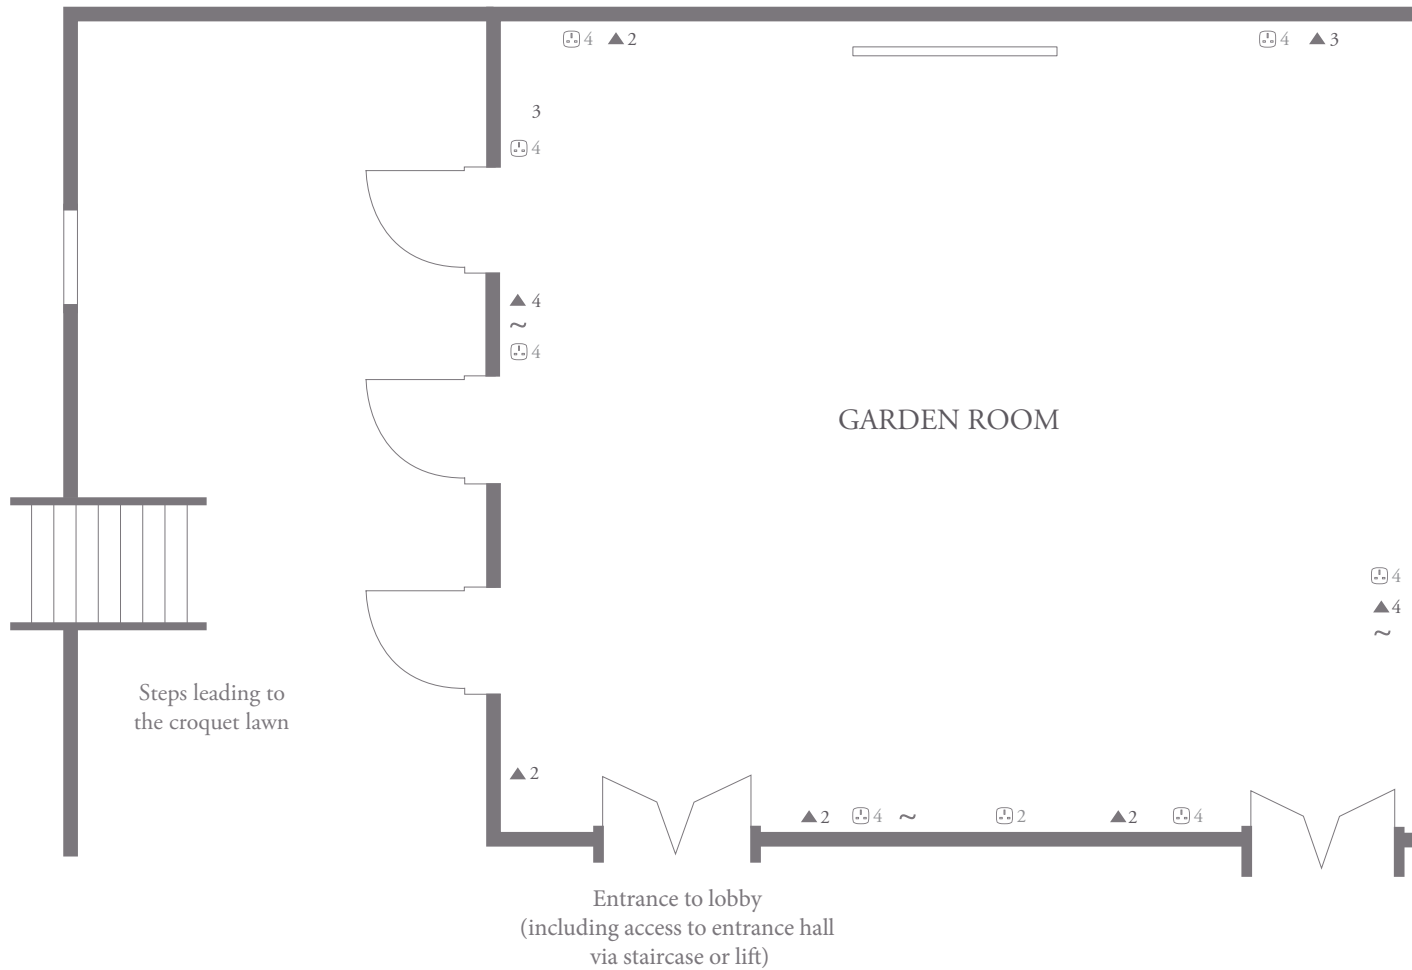 4 ▲ 2
4 ▲ 3
3
4
▲ 4
~
4
GARDEN ROOM
4
▲ 4
~
Steps leading to
the croquet lawn
▲ 2
▲ 2 4 ~ 2 ▲ 2 4
Entrance to lobby
(including access to entrance hall
via staircase or lift)